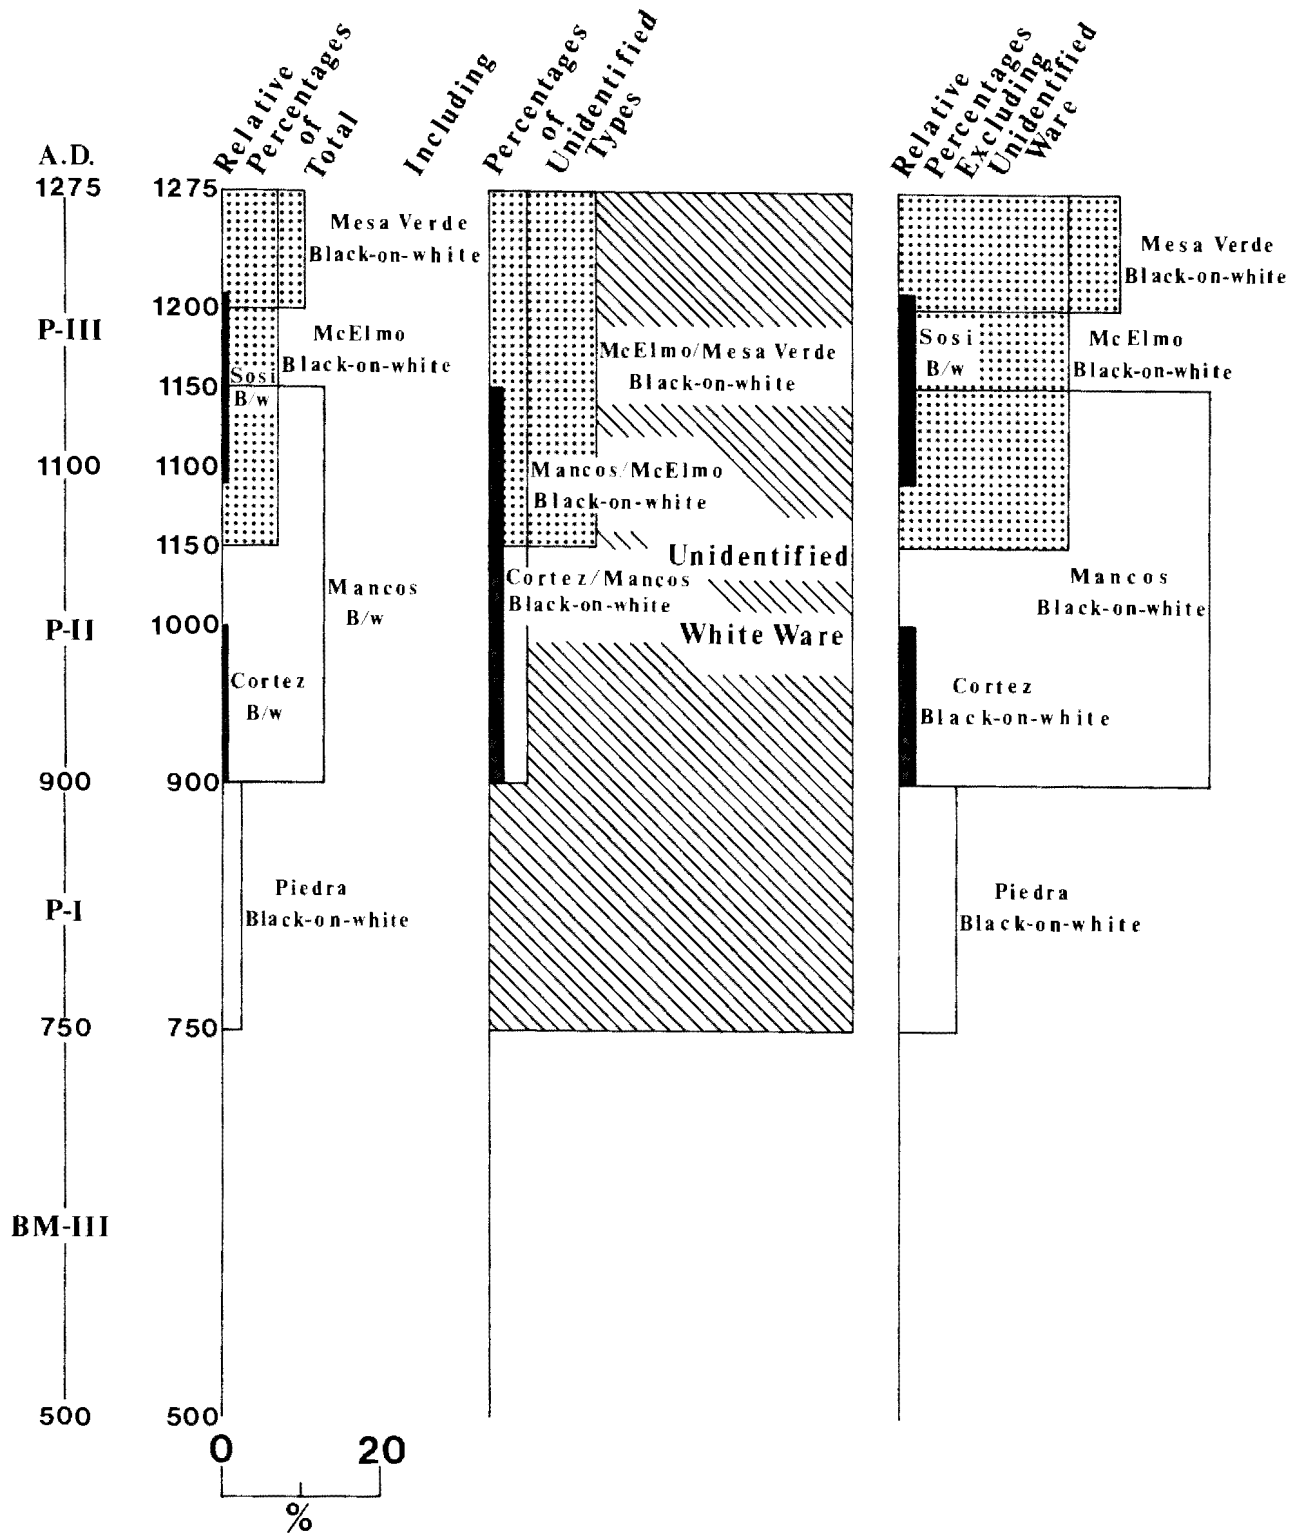 Relative
Percentages
of
Total
Including
Percentages
of
Unidentified
Types
Relative
Percentages
Excluding
Unidentified
Ware
A.D.
1275
P-III
1100
P-II
900
P-I
750
BM-III
500
1275
1200
1150
1100
1150
1000
900
750
500
Mesa Verde
Black-on-white
McElmo
Black-on-white
Sosi
B/w
Mancos
B/w
Cortez
B/w
Piedra
Black-on-white
McElmo/Mesa Verde
Black-on-white
Mancos/McElmo
Black-on-white
Unidentified
White Ware
Cortez/Mancos
Black-on-white
Mesa Verde
Black-on-white
Sosi
B/w
McElmo
Black-on-white
Mancos
Black-on-white
Cortez
Black-on-white
Piedra
Black-on-white
0 20
%